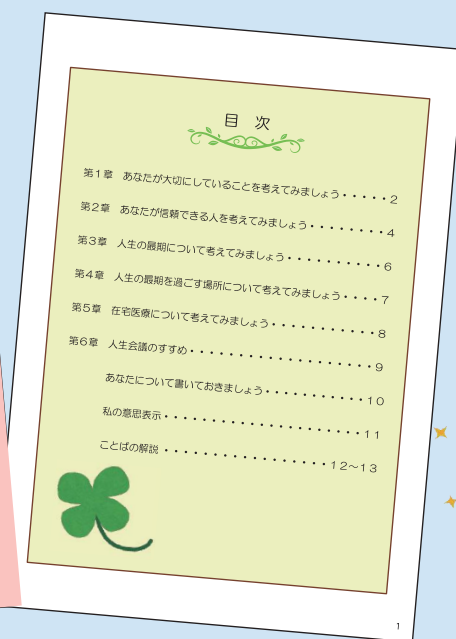 目 次
第1章 あなたが大切にしていることを考えてみましょう・・・・・2
第2章 あなたが信頼できる人を考えてみましょう・・・・・・・・4
第3章 人生の最期について考えてみましょう・・・・・・・・・・6
第4章 人生の最期を過ごす場所について考えてみましょう・・・・7
第5章 在宅医療について考えてみましょう・・・・・・・・・・・8
第6章 人生会議のすすめ・・・・・・・・・・・・・・・・・・・9
あなたについて書いておきましょう・・・・・・・・・・・10
私の意思表示・・・・・・・・・・・・・・・・・・・・・11
ことばの解説・・・・・・・・・・・・・・・・・12～13
1